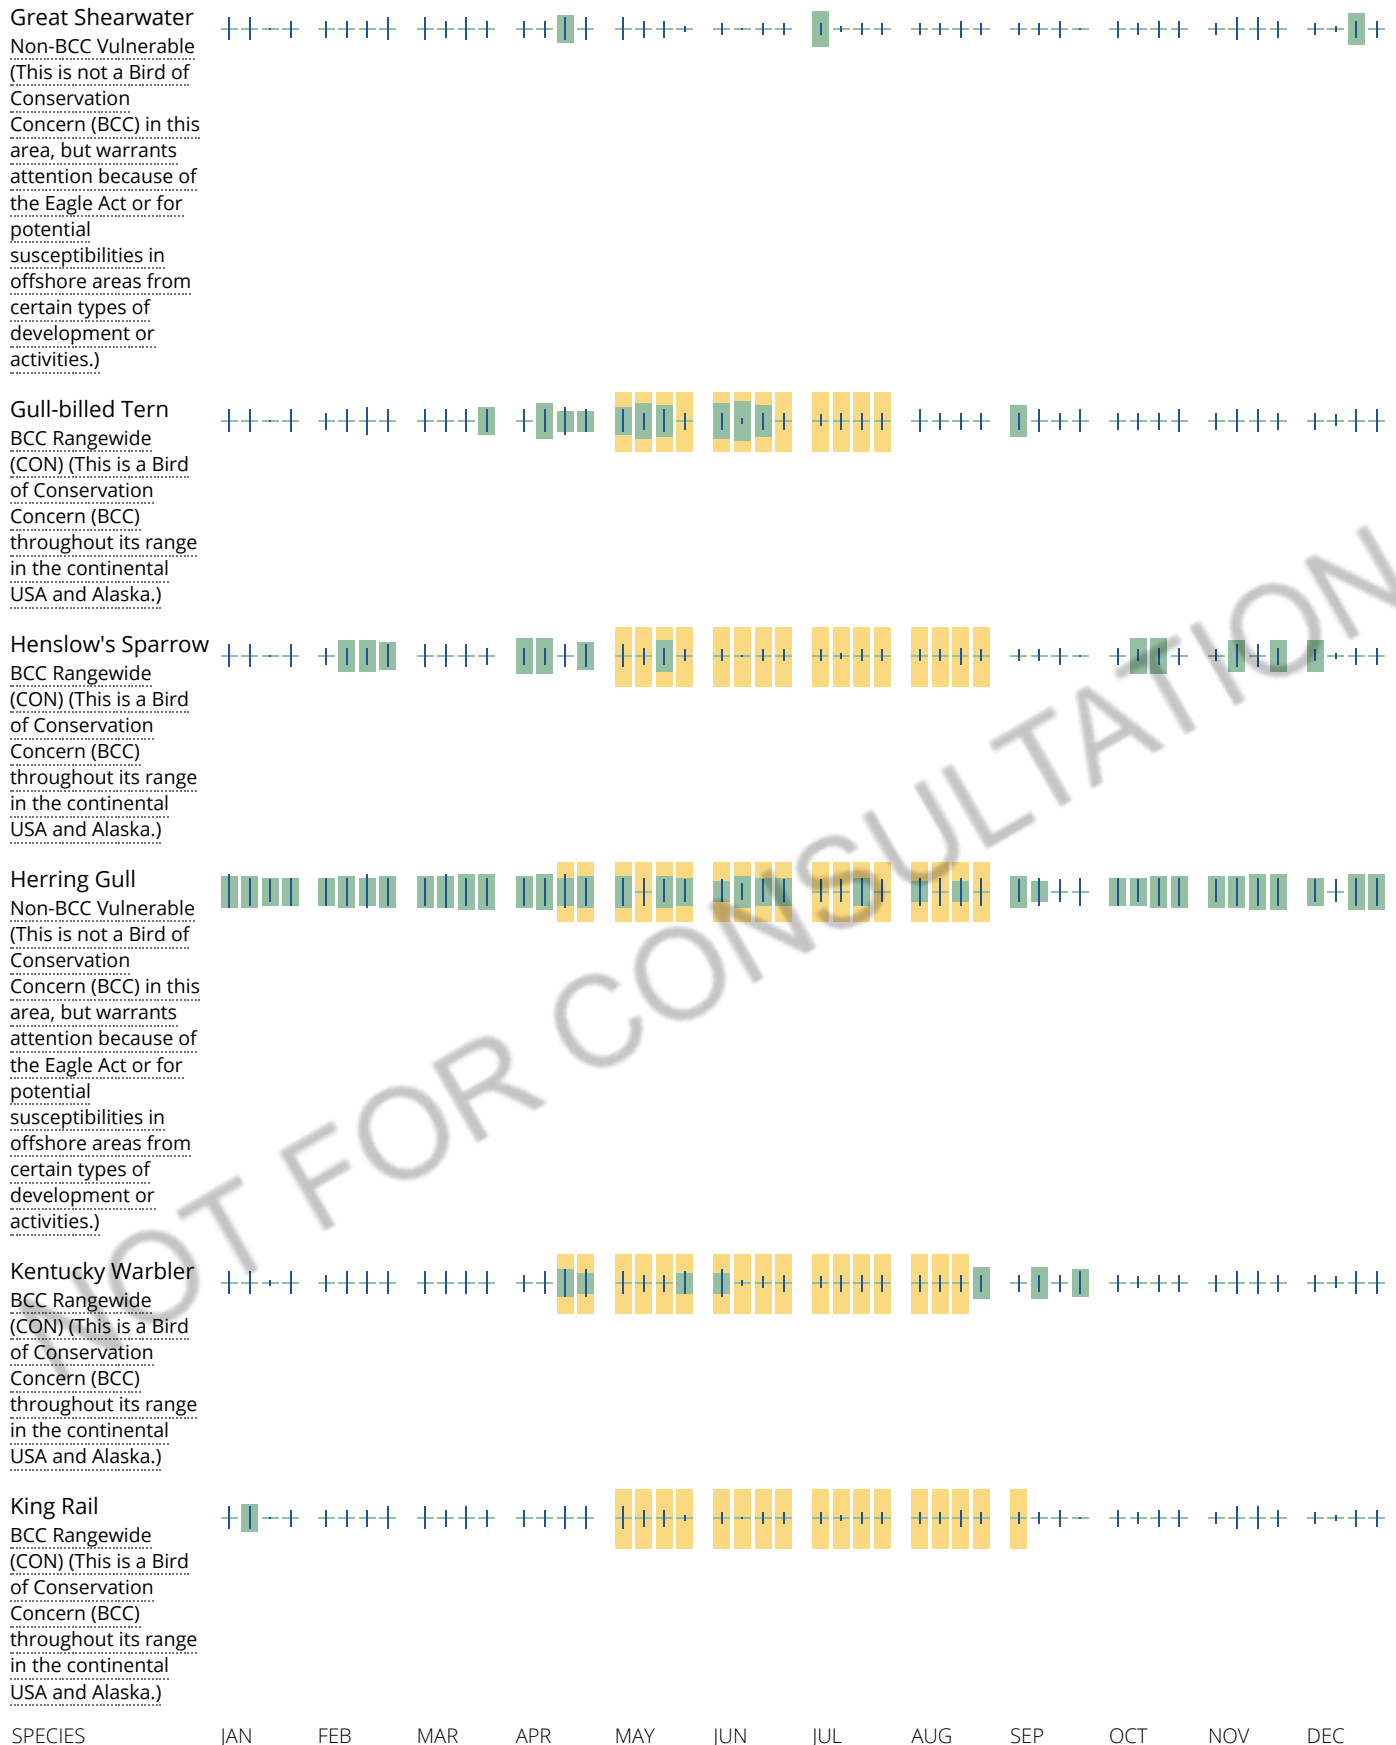 Great Shearwater
Non-BCC Vulnerable
(This is not a Bird of
Conservation
Concern (BCC) in this
area, but warrants
attention because of
the Eagle Act or for
potential
susceptibilities in
offshore areas from
certain types of
development or
activities.)
Gull-billed Tern
BCC Rangewide
(CON) (This is a Bird
of Conservation
Concern (BCC)
throughout its range
in the continental
USA and Alaska.)
Henslow's Sparrow
BCC Rangewide
(CON) (This is a Bird
of Conservation
Concern (BCC)
throughout its range
in the continental
USA and Alaska.)
Herring Gull
Non-BCC Vulnerable
(This is not a Bird of
Conservation
Concern (BCC) in this
area, but warrants
attention because of
the Eagle Act or for
potential
susceptibilities in
offshore areas from
certain types of
development or
activities.)
Kentucky Warbler
BCC Rangewide
(CON) (This is a Bird
of Conservation
Concern (BCC)
throughout its range
in the continental
USA and Alaska.)
King Rail
BCC Rangewide
(CON) (This is a Bird
of Conservation
Concern (BCC)
throughout its range
in the continental
USA and Alaska.)
SPECIES JAN FEB MAR APR MAY JUN JUL AUG SEP OCT NOV DEC
NOT FOR CONSULTATION